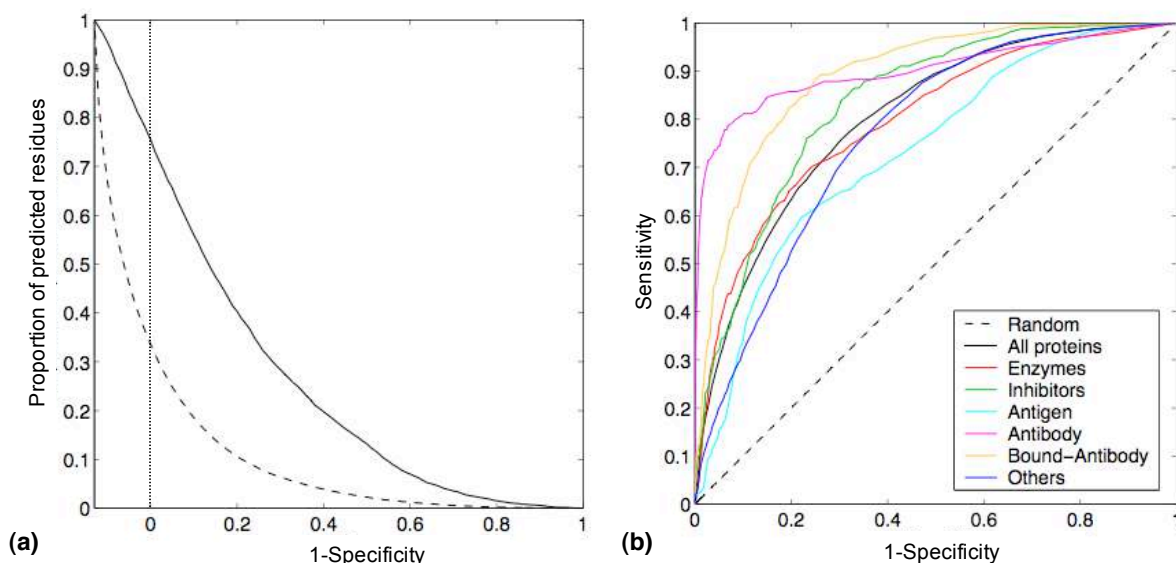 1
0.9
0.8
0.7
0.6
0.5
0.4
0.3
0.2
0.1
0
Proportion of predicted residues
0 0.2 0.4 0.6 0.8 1
1-Specificity
(a)
1
0.9
0.8
0.7
0.6
0.5
0.4
0.3
0.2
0.1
0
Sensitivity
0 0.2 0.4 0.6 0.8 1
1-Specificity
(b)
Random
All proteins
Enzymes
Inhibitors
Antigen
Antibody
Bound-Antibody
Others